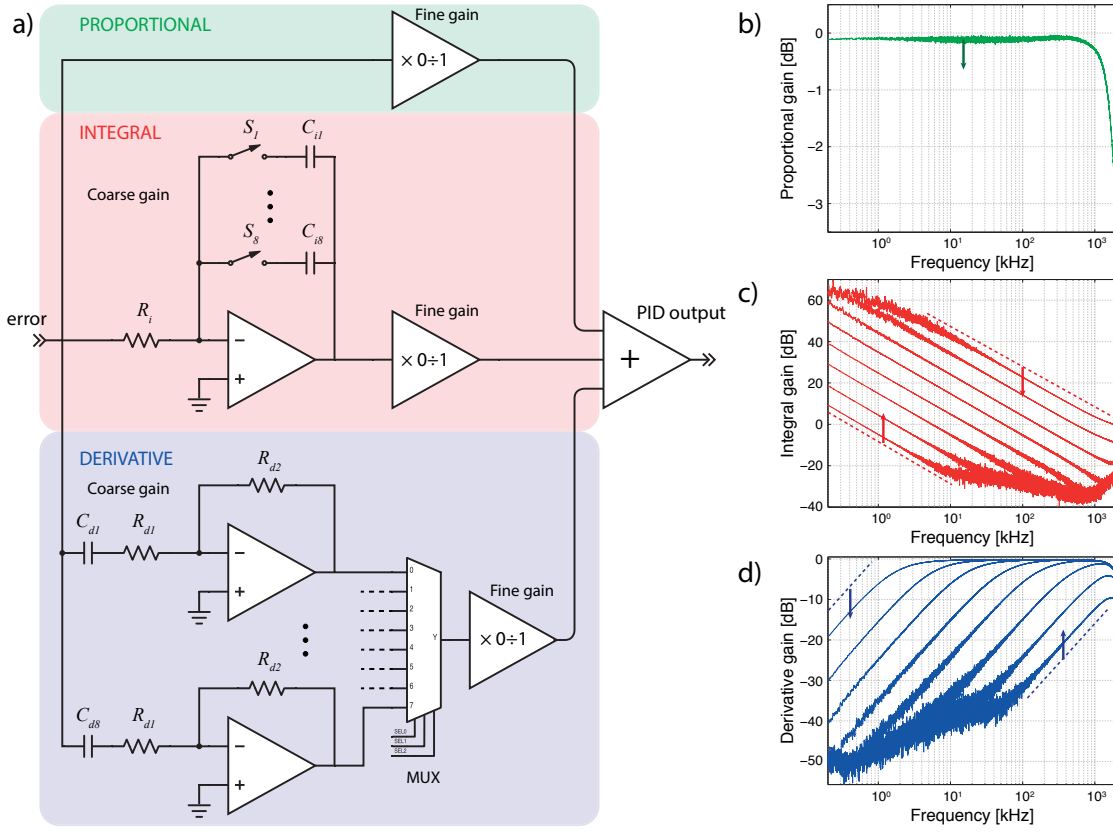 a)
PROPORTIONAL
Fine gain
× 0÷1
INTEGRAL
S1
Ci1
Coarse gain
S8
Ci8
error
Ri
−
+
Fine gain
× 0÷1
+
PID output
DERIVATIVE
Coarse gain
Rd2
Cd1
Rd1
−
+
Rd2
Cd8
Rd1
−
+
0
1
2
3
4
5
6
7
Y
SEL0
SEL1
SEL2
MUX
Fine gain
× 0÷1
b)
Proportional gain [dB]
0
−1
−2
−3
10^0
10^1
10^2
10^3
Frequency [kHz]
c)
Integral gain [dB]
60
40
20
0
−20
−40
10^0
10^1
10^2
10^3
Frequency [kHz]
d)
Derivative gain [dB]
0
−10
−20
−30
−40
−50
10^0
10^1
10^2
10^3
Frequency [kHz]